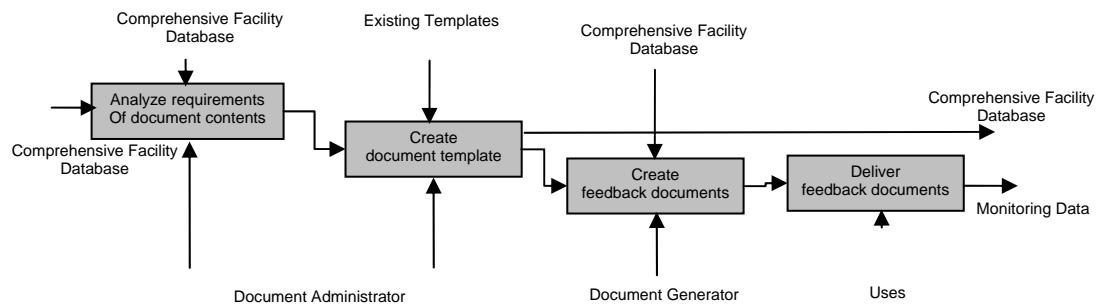 Comprehensive Facility
Database
Existing Templates
Comprehensive Facility
Database
Analyze requirements
Of document contents
Comprehensive Facility
Database
Comprehensive Facility
Database
Create
document template
Create
feedback documents
Deliver
feedback documents
Monitoring Data
Document Administrator
Document Generator
Uses